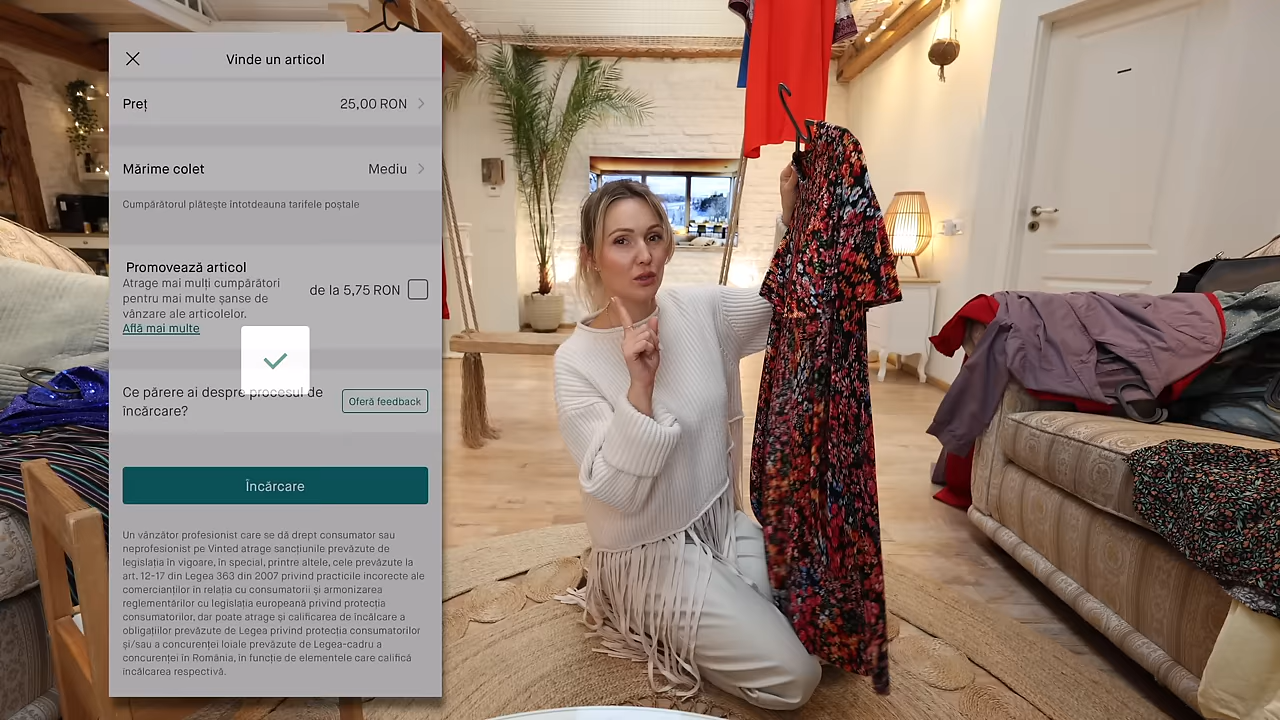 Vinde un articol
Preț
25,00 RON
Mărime colet
Mediu
Cumpărătorul plătește întotdeauna tarifele poștale
Promovează articol
Atrage mai mulți cumpărători
pentru mai multe șanse de
vânzare ale articolelor.
Află mai multe
de la 5,75 RON
Ce părere ai despre procesul de
încărcare?
Oferă feedback
Încărcare
Un vânzător profesionist care se dă drept consumator sau
neprofesionist pe Vinted atrage sancțiunile prevăzute de
legislația în vigoare, în special, printre altele, cele prevăzute la
art. 12-17 din Legea 363 din 2007 privind practicile incorecte ale
comercianților în relația cu consumatorii și armonizarea
reglementărilor cu legislația europeană privind protecția
consumatorilor, dar poate atrage și calificarea de încălcare a
obligațiilor prevăzute de Legea privind protecția consumatorilor
și/sau a concurenței loiale prevăzute de Legea-cadru a
concurenței în România, în funcție de elementele care califică
încălcarea respectivă.